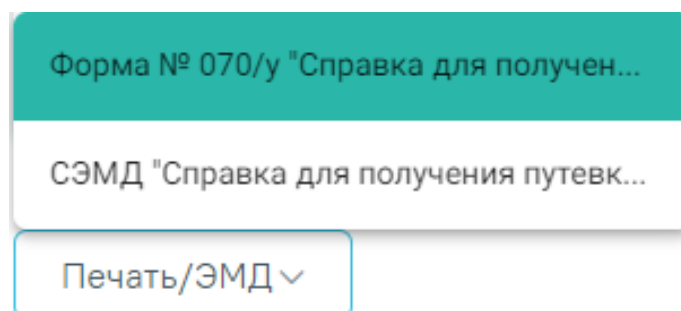 Форма № 070/у "Справка для получен...
СЭМД "Справка для получения путевк...
Печать/ЭМД